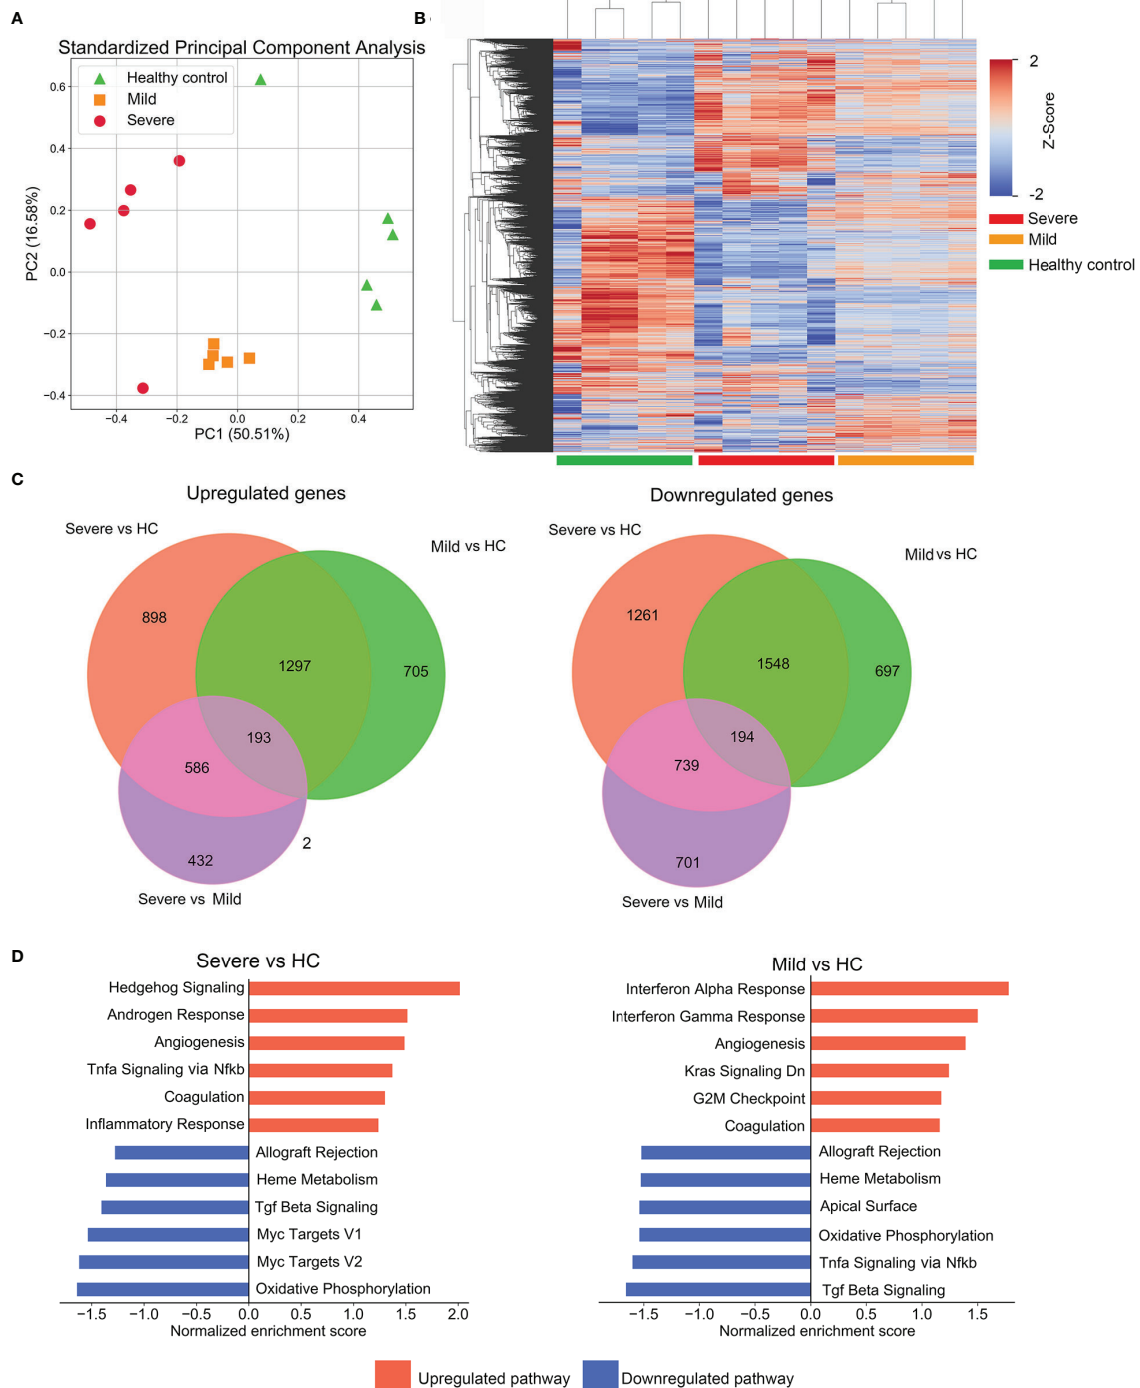 A
B
Standardized Principal Component Analysis
Healthy control
Mild
Severe
0.6
0.4
0.2
0.0
−0.2
−0.4
PC2 (16.58%)
−0.4
−0.2
0.0
0.2
0.4
PC1 (50.51%)
2
-2
Z-Score
Severe
Mild
Healthy control
C
Upregulated genes
Severe vs HC
Mild vs HC
898
1297
705
193
586
2
432
Severe vs Mild
Downregulated genes
Severe vs HC
Mild vs HC
1261
1548
697
194
739
701
Severe vs Mild
D
Severe vs HC
Hedgehog Signaling
Androgen Response
Angiogenesis
Tnfa Signaling via Nfkb
Coagulation
Inflammatory Response
Allograft Rejection
Heme Metabolism
Tgf Beta Signaling
Myc Targets V1
Myc Targets V2
Oxidative Phosphorylation
−1.5 −1.0 −0.5 0.0 0.5 1.0 1.5 2.0
Normalized enrichment score
Mild vs HC
Interferon Alpha Response
Interferon Gamma Response
Angiogenesis
Kras Signaling Dn
G2M Checkpoint
Coagulation
Allograft Rejection
Heme Metabolism
Apical Surface
Oxidative Phosphorylation
Tnfa Signaling via Nfkb
Tgf Beta Signaling
−1.5 −1.0 −0.5 0.0 0.5 1.0 1.5
Normalized enrichment score
Upregulated pathway
Downregulated pathway